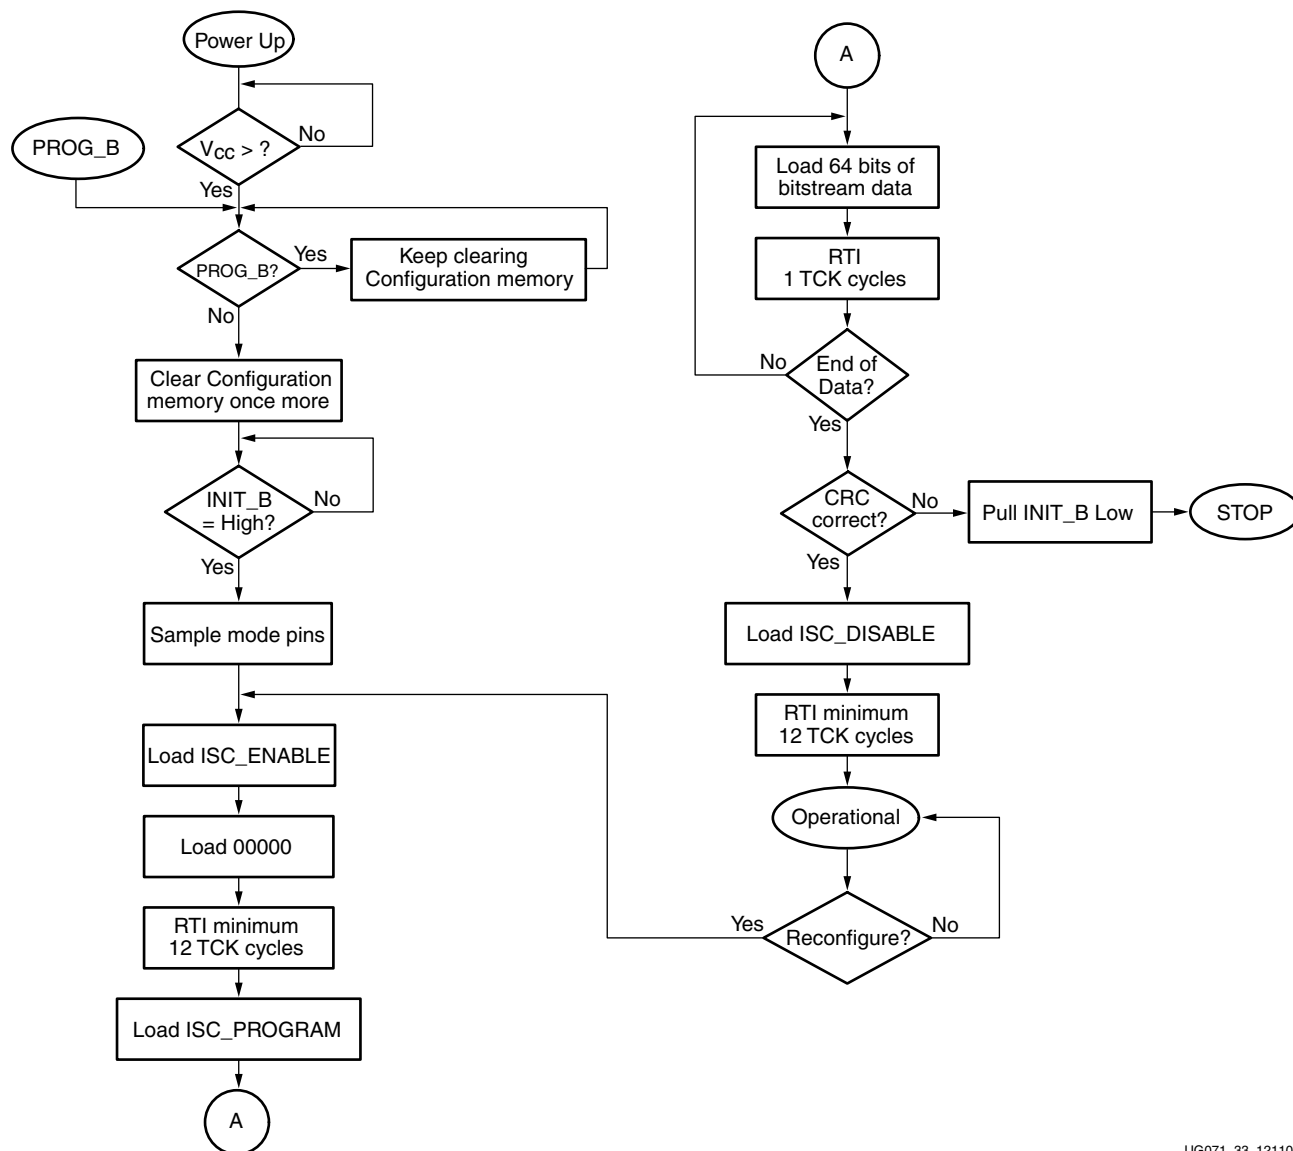 Power Up
No
VCC > ?
PROG_B
Yes
PROG_B?
Yes
Keep clearing
Configuration memory
No
Clear Configuration
memory once more
INIT_B
= High?
No
Yes
Sample mode pins
Load ISC_ENABLE
Load 00000
RTI minimum
12 TCK cycles
Load ISC_PROGRAM
A
A
Load 64 bits of
bitstream data
RTI
1 TCK cycles
No
End of
Data?
Yes
CRC
correct?
No
Pull INIT_B Low
STOP
Yes
Load ISC_DISABLE
RTI minimum
12 TCK cycles
Operational
Yes
Reconfigure?
No
UG071_33_12110